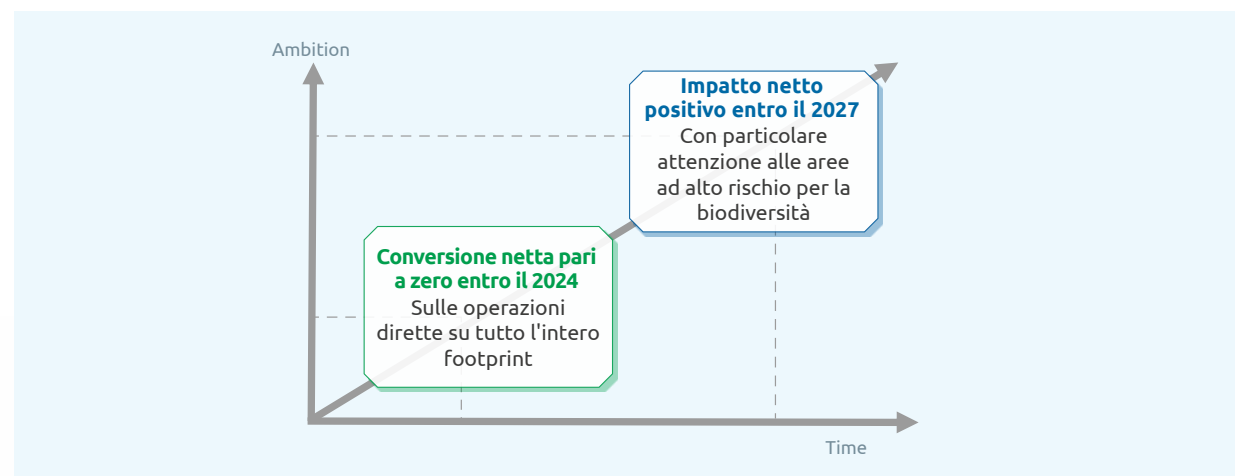 Ambition
Impatto netto
positivo entro il 2027
Con particolare
attenzione alle aree
ad alto rischio per la
biodiversità
Conversione netta pari
a zero entro il 2024
Sulle operazioni
dirette su tutto l'intero
footprint
Time